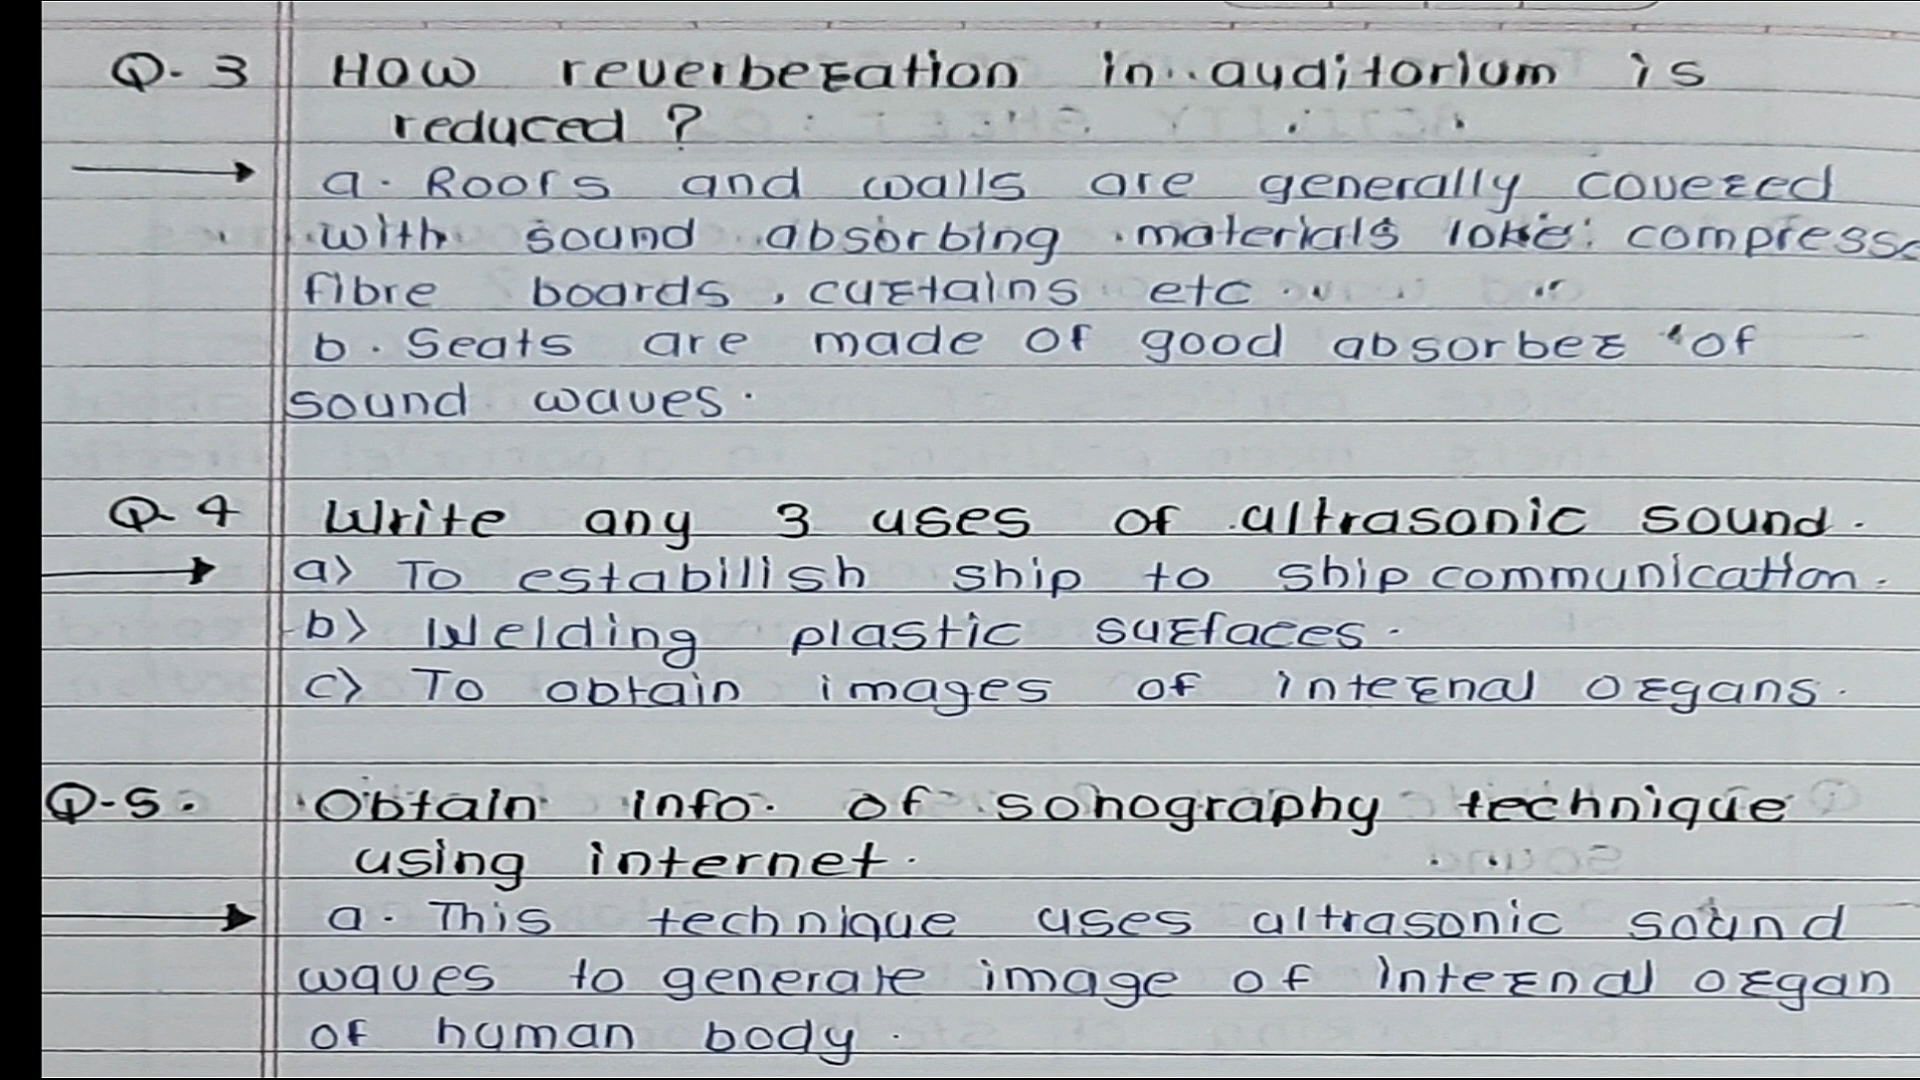 Q. 3 How reverberation in auditorium is
reduced ?
a. Roofs and walls are generally covered
with sound absorbing materials like compresse
fibre boards, curtains etc.
b. Seats are made of good absorber of
sound waves.
Q. 4 Write any 3 uses of ultrasonic sound.
a) To estabilish ship to ship communication.
b) Welding plastic surfaces.
c) To obtain images of internal organs.
Q-5. Obtain info. of sonography technique
using internet.
a. This technique uses ultrasonic sound
waves to generate image of internal organ
of human body.